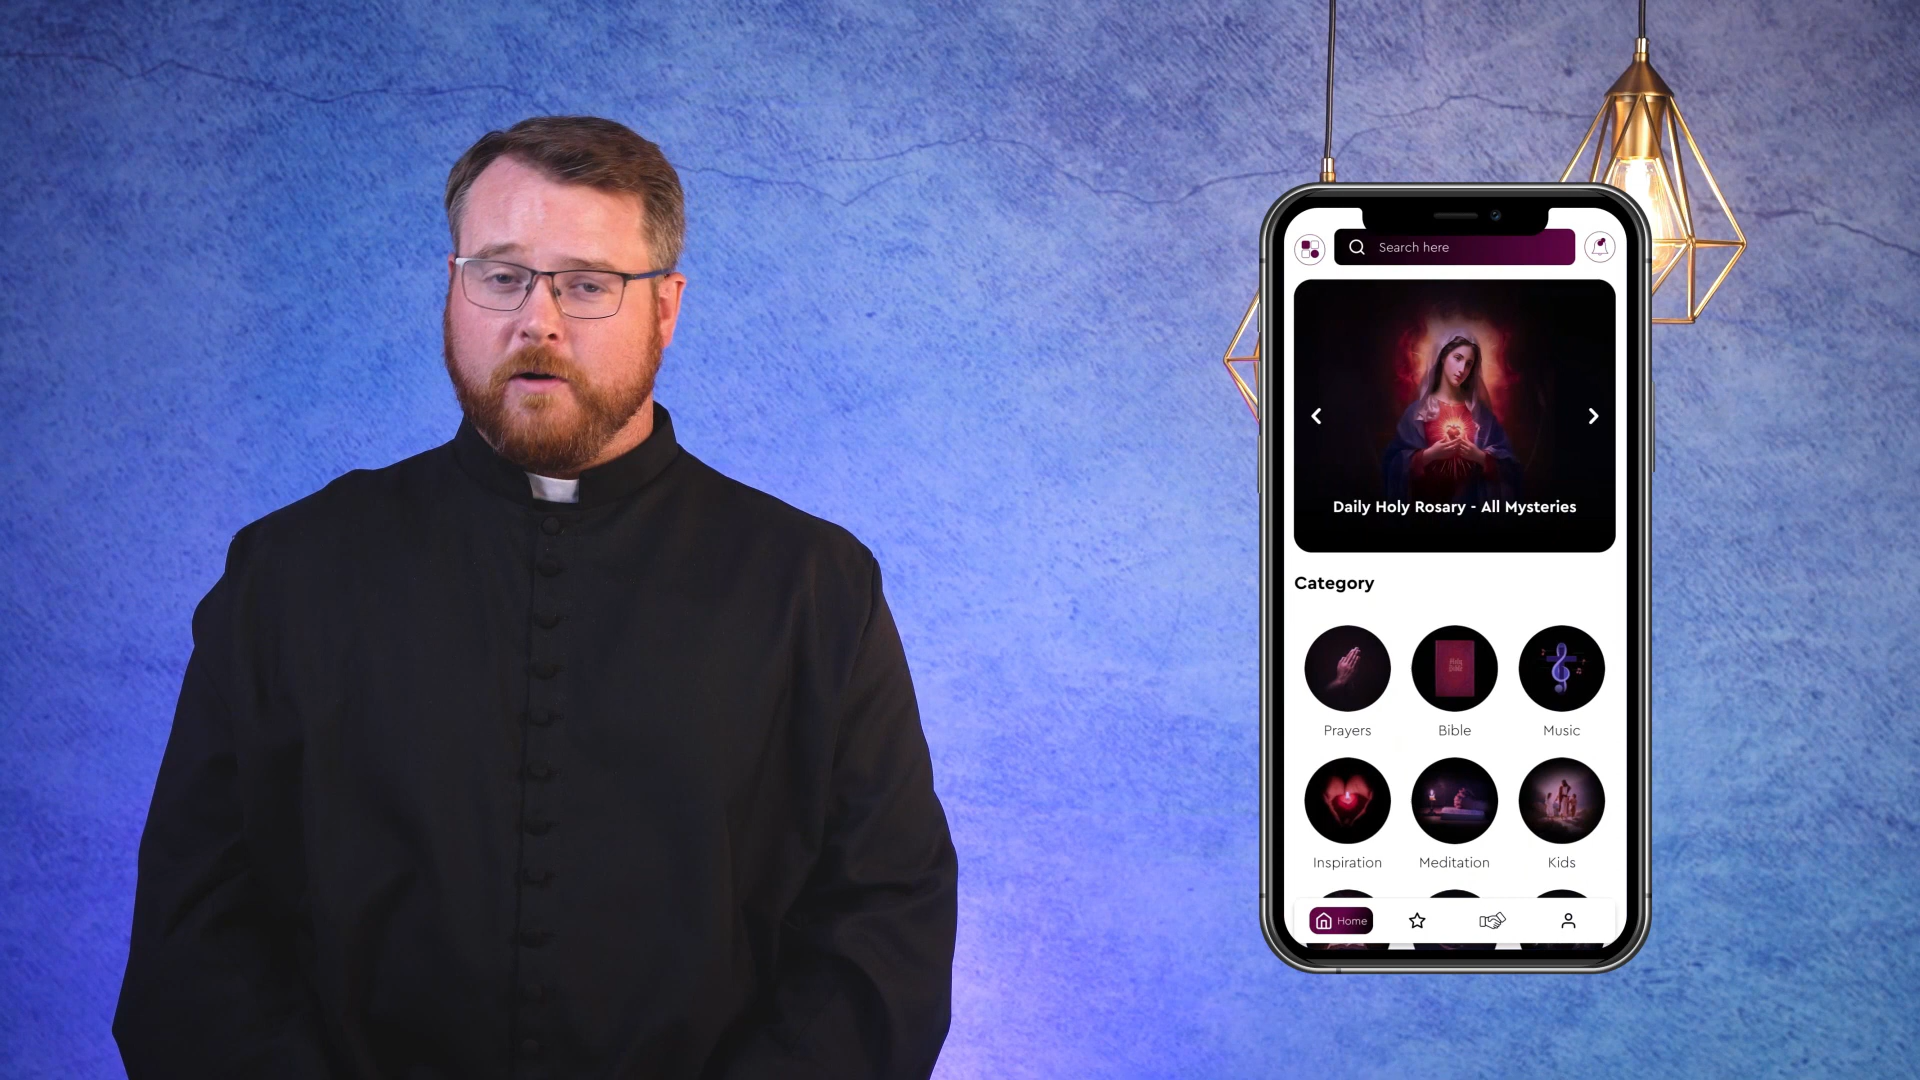 Search here
Daily Holy Rosary - All Mysteries
Category
Prayers
Bible
Music
Inspiration
Meditation
Kids
Home